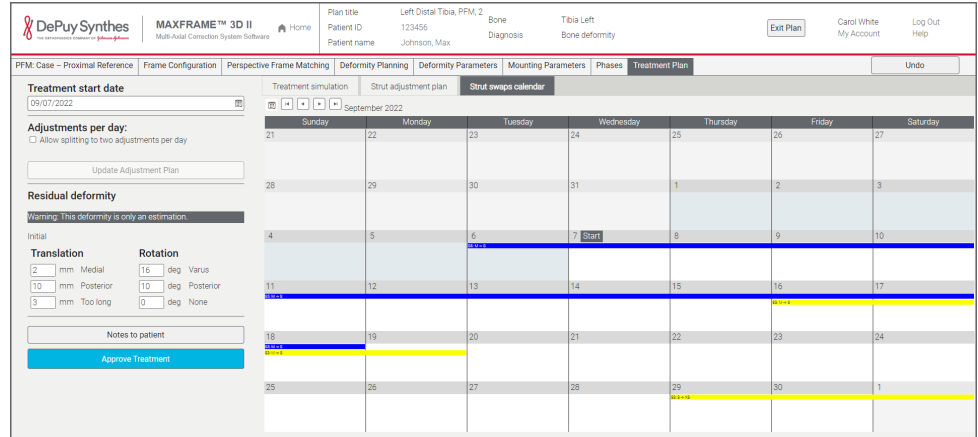 DePuy Synthes
THE ORTHOPAEDICS COMPANY OF Johnson & Johnson
MAXFRAME™ 3D II
Multi-Axial Correction System Software
Home
Plan title Left Distal Tibia, PFM, 2
Patient ID 123456
Patient name Johnson, Max
Bone Tibia Left
Diagnosis Bone deformity
Exit Plan
Carol White Log Out
My Account Help
PFM: Case – Proximal Reference Frame Configuration Perspective Frame Matching Deformity Planning Deformity Parameters Mounting Parameters Phases Treatment Plan Undo
Treatment start date
09/07/2022
Adjustments per day:
Allow splitting to two adjustments per day
Update Adjustment Plan
Residual deformity
Warning: This deformity is only an estimation.
Initial
Translation Rotation
2 mm Medial 16 deg Varus
10 mm Posterior 10 deg Posterior
3 mm Too long 0 deg None
Notes to patient
Approve Treatment
Treatment simulation Strut adjustment plan Strut swaps calendar
September 2022
Sunday Monday Tuesday Wednesday Thursday Friday Saturday
21 22 23 24 25 26 27
28 29 30 31 1 2 3
4 5 6 7 Start 8 9 10
11 12 13 14 15 16 17
18 19 20 21 22 23 24
25 26 27 28 29 30 1